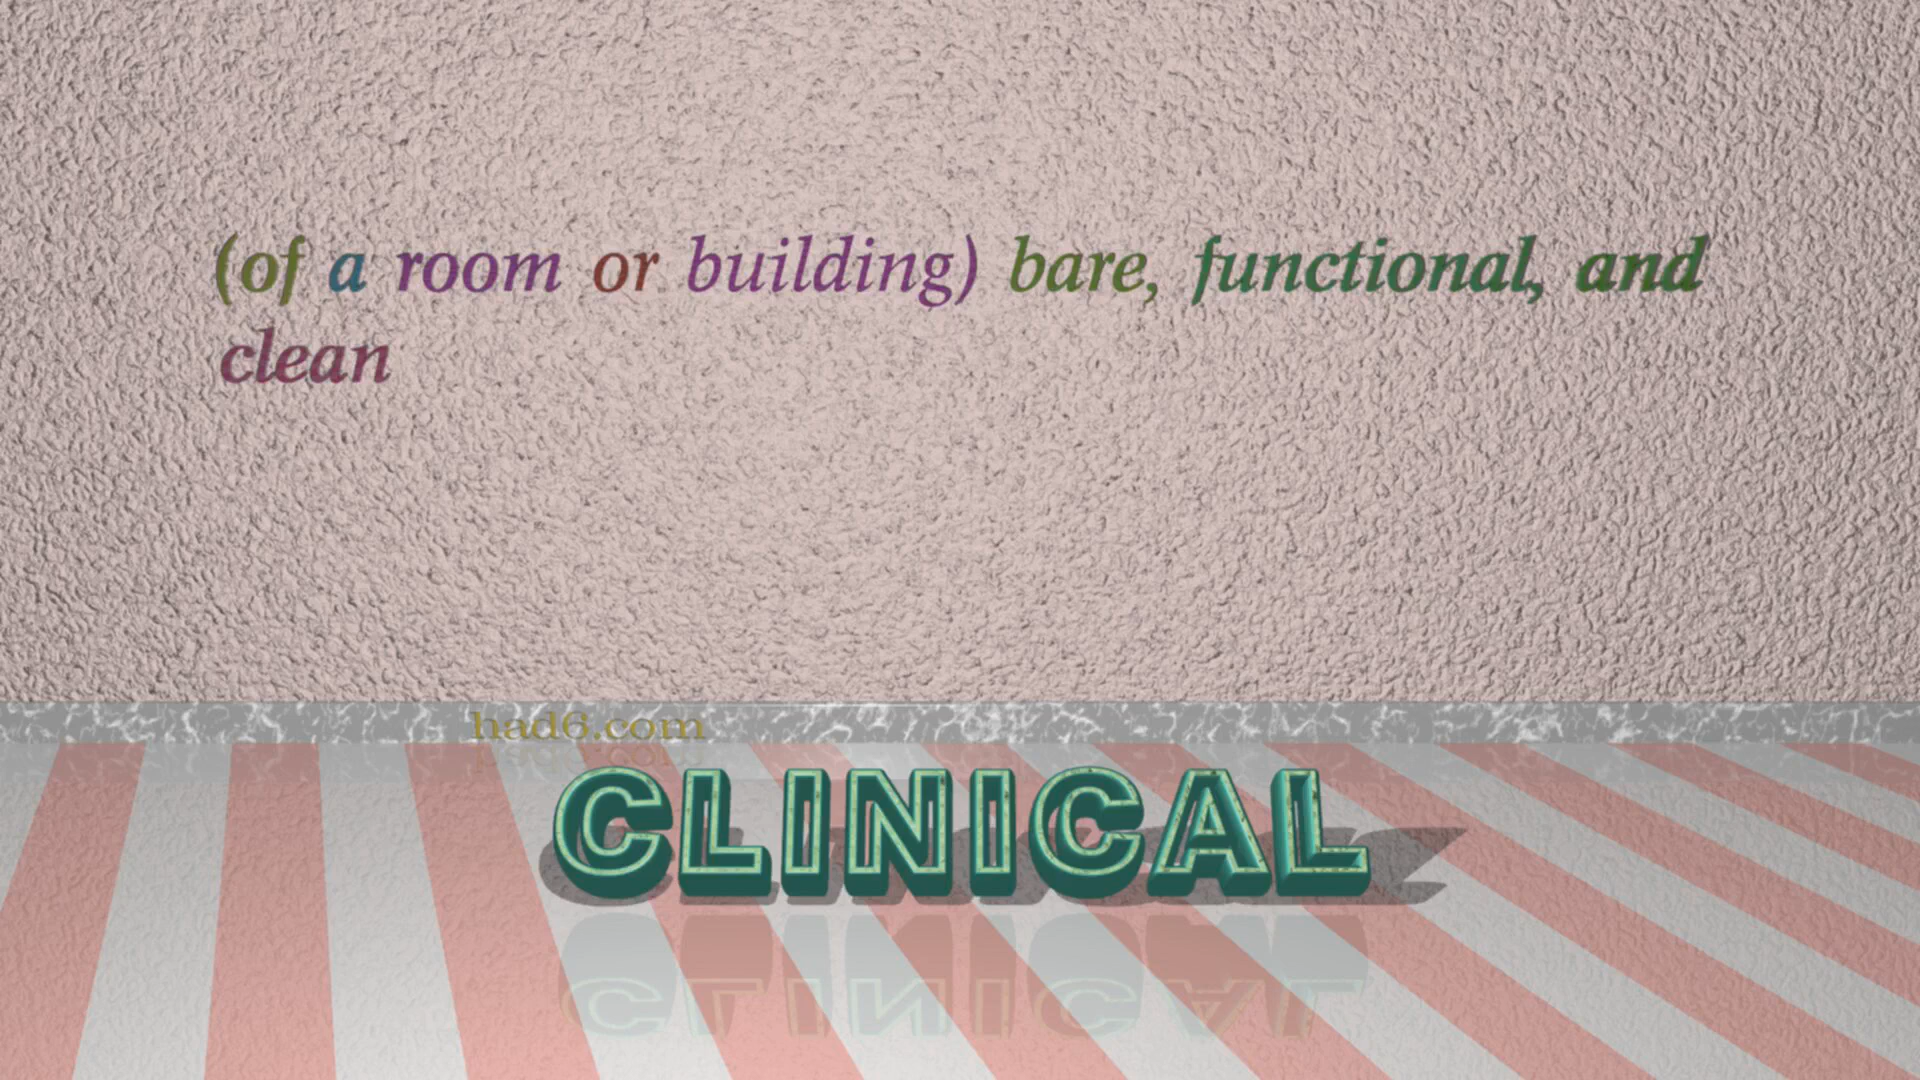 (of a room or building) bare, functional, and
clean
had6.com
CLINICAL